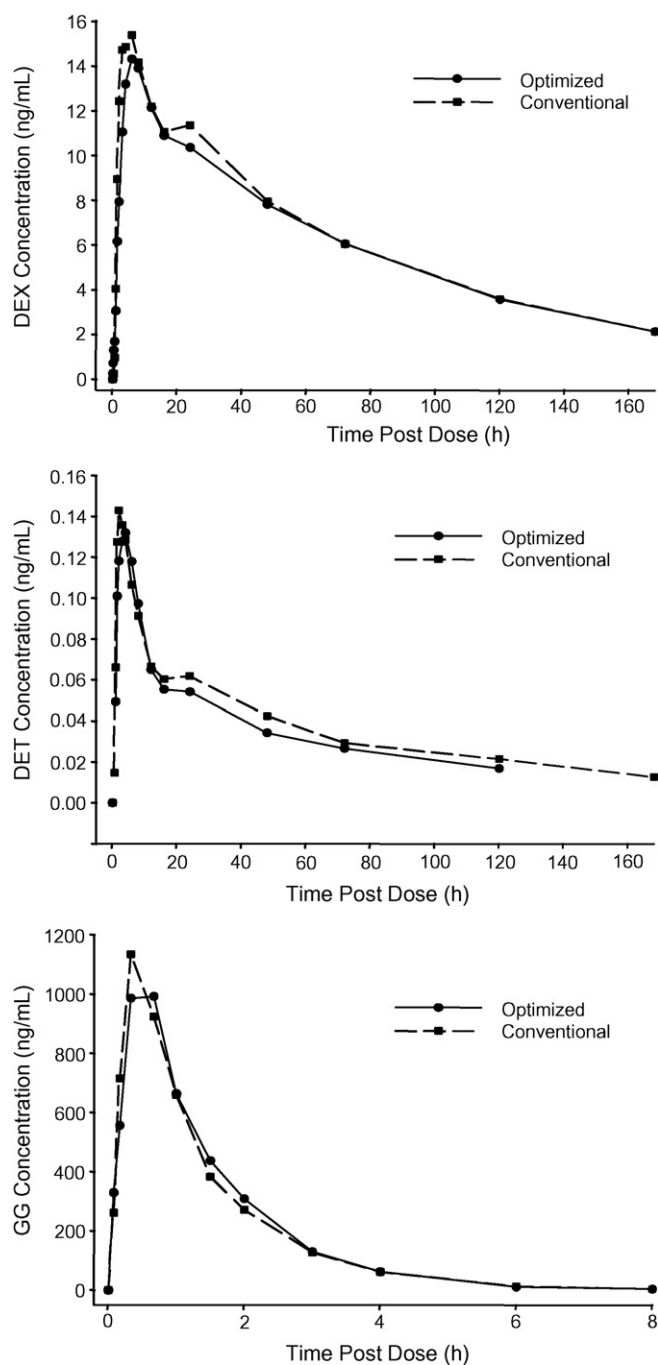 DEX Concentration (ng/mL)
16
14
12
10
8
6
4
2
0
Optimized
Conventional
0 20 40 60 80 100 120 140 160
Time Post Dose (h)
DET Concentration (ng/mL)
0.16
0.14
0.12
0.10
0.08
0.06
0.04
0.02
0.00
Optimized
Conventional
0 20 40 60 80 100 120 140 160
Time Post Dose (h)
GG Concentration (ng/mL)
1200
1000
800
600
400
200
0
Optimized
Conventional
0 2 4 6 8
Time Post Dose (h)